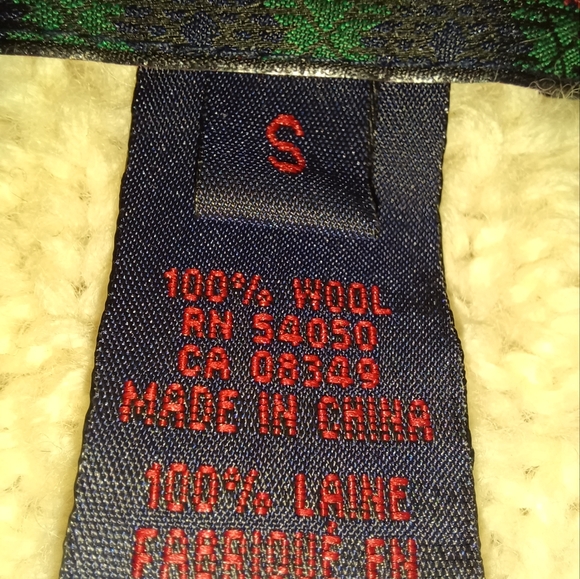 S
100% WOOL
RN 54050
CA 08349
MADE IN CHINA
100% LAINE
FABRIQUÉ EN